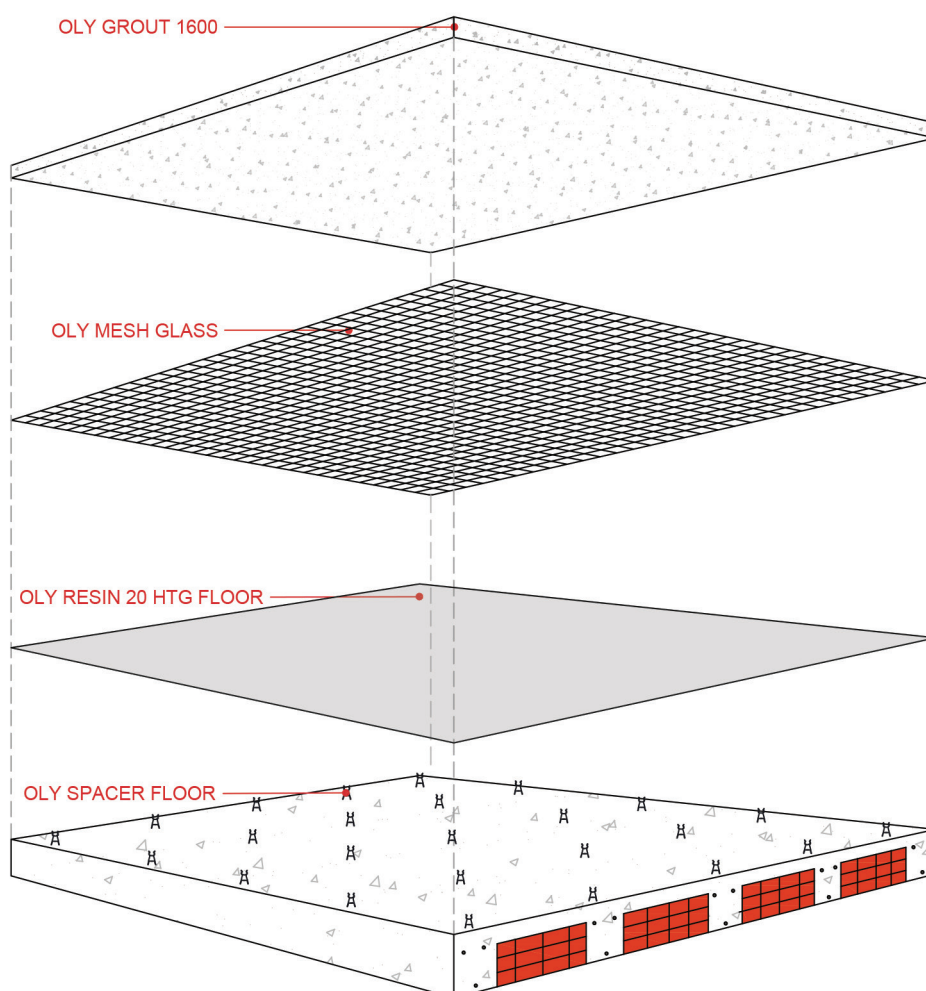 OLY GROUT 1600
OLY MESH GLASS
OLY RESIN 20 HTG FLOOR
OLY SPACER FLOOR